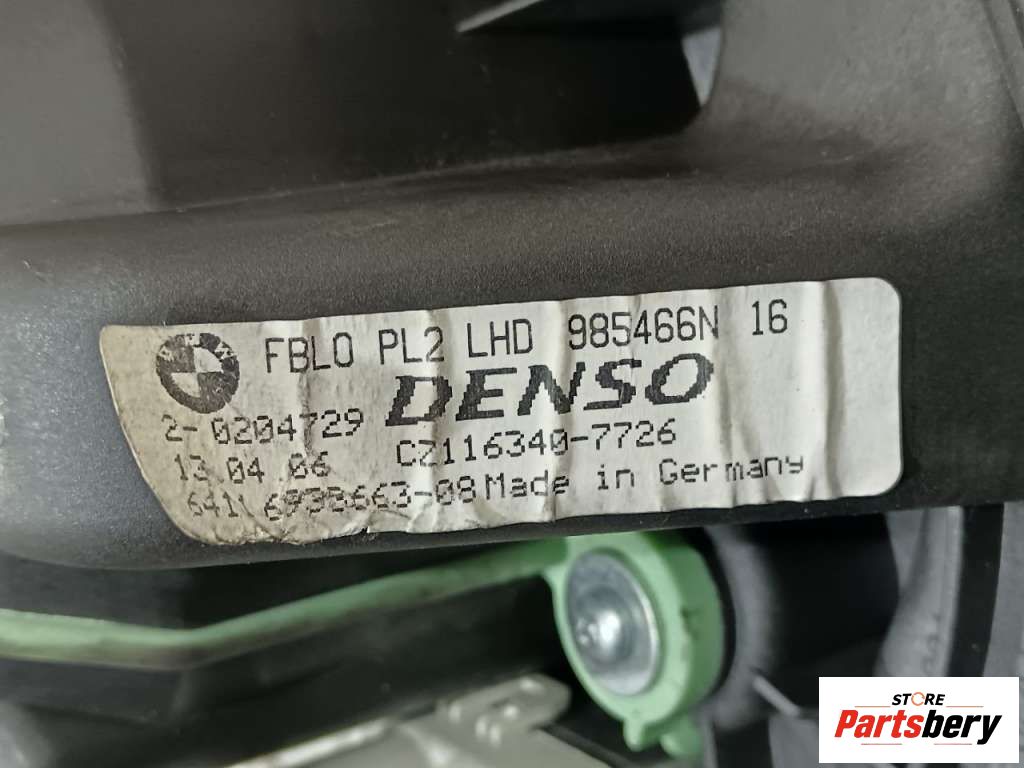 FBLO PL2 LHD 985466N 16
DENSO
2-0204729
CZ116340-7726
13.04.06
6411 6938663-08 Made in Germany
STORE
Partsbery